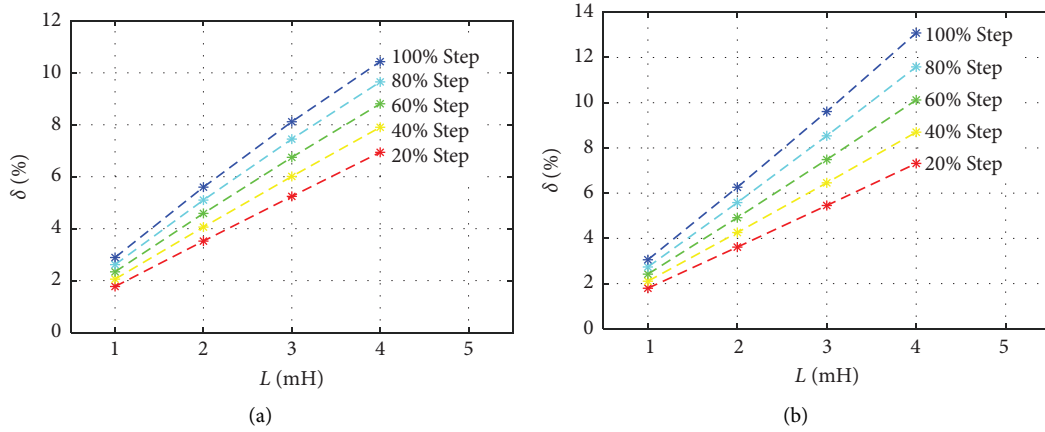 12
10
8
6
4
2
0
δ (%)
100% Step
80% Step
60% Step
40% Step
20% Step
1 2 3 4 5
L (mH)
(a)
14
12
10
8
6
4
2
0
δ (%)
100% Step
80% Step
60% Step
40% Step
20% Step
1 2 3 4 5
L (mH)
(b)